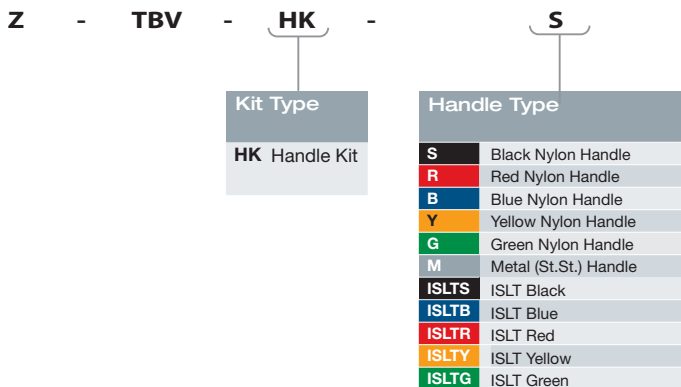 Z - TBV - HK - S
Kit Type
HK Handle Kit
Handle Type
S Black Nylon Handle
R Red Nylon Handle
B Blue Nylon Handle
Y Yellow Nylon Handle
G Green Nylon Handle
M Metal (St.St.) Handle
ISLTS ISLT Black
ISLTB ISLT Blue
ISLTR ISLT Red
ISLTY ISLT Yellow
ISLTG ISLT Green